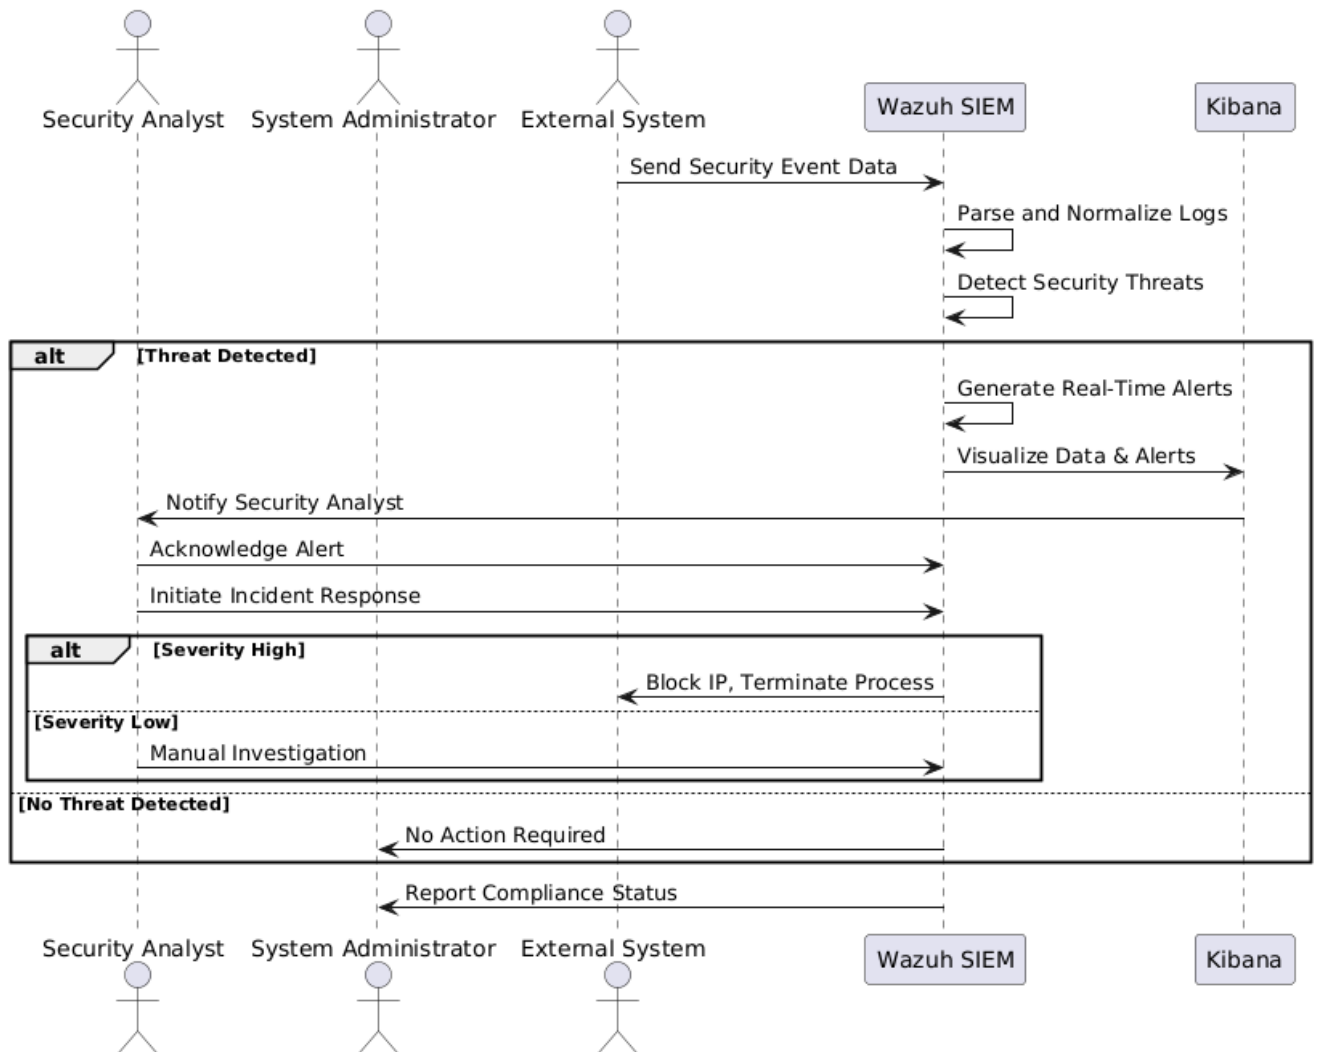 Security Analyst
System Administrator
External System
Wazuh SIEM
Kibana
Send Security Event Data
Parse and Normalize Logs
Detect Security Threats
alt
[Threat Detected]
Generate Real-Time Alerts
Visualize Data & Alerts
Notify Security Analyst
Acknowledge Alert
Initiate Incident Response
alt
[Severity High]
Block IP, Terminate Process
[Severity Low]
Manual Investigation
[No Threat Detected]
No Action Required
Report Compliance Status
Security Analyst
System Administrator
External System
Wazuh SIEM
Kibana